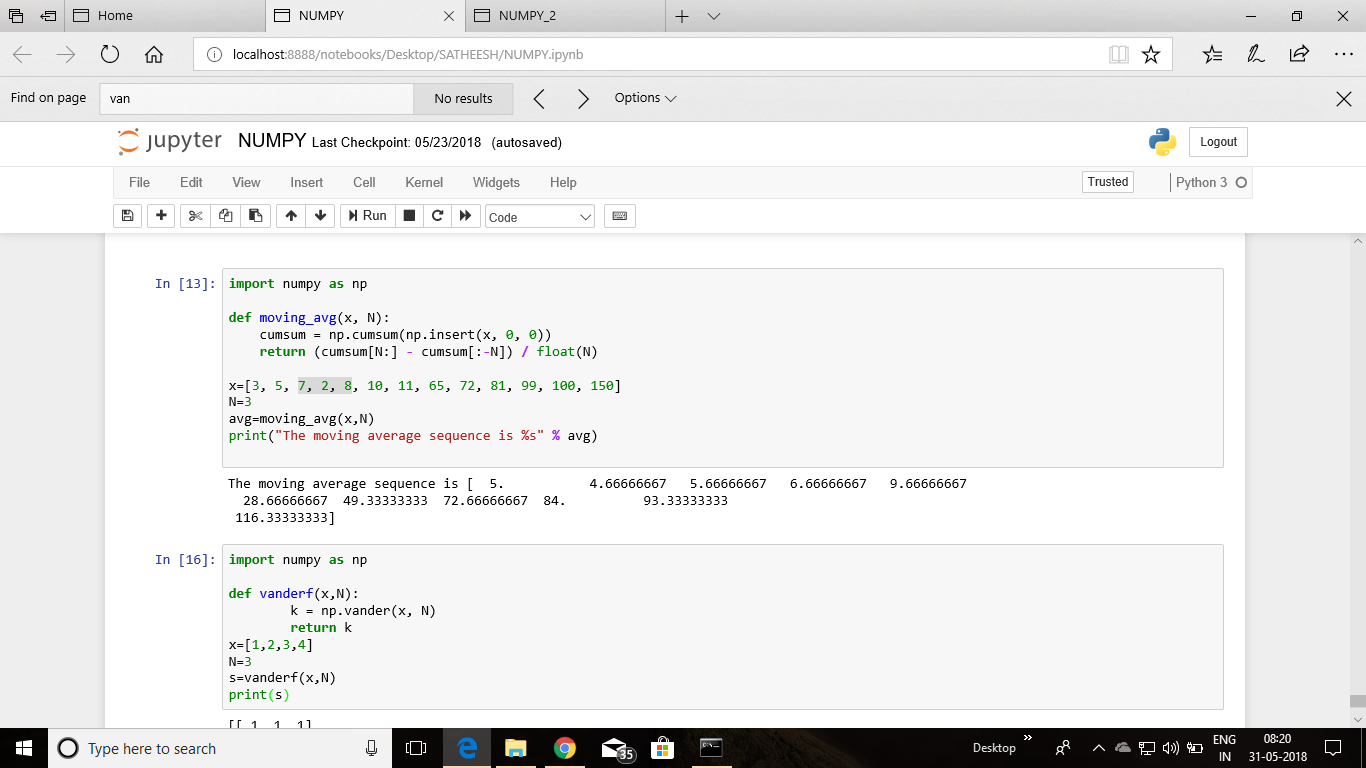 Home
NUMPY
NUMPY_2
localhost:8888/notebooks/Desktop/SATHEESH/NUMPY.ipynb
Find on page van No results Options
jupyter NUMPY Last Checkpoint: 05/23/2018 (autosaved)
Logout
File Edit View Insert Cell Kernel Widgets Help
Trusted Python 3
Run Code
In [13]:
import numpy as np
def moving_avg(x, N):
    cumsum = np.cumsum(np.insert(x, 0, 0))
    return (cumsum[N:] - cumsum[:-N]) / float(N)
x=[3, 5, 7, 2, 8, 10, 11, 65, 72, 81, 99, 100, 150]
N=3
avg=moving_avg(x,N)
print("The moving average sequence is %s" % avg)
The moving average sequence is [  5.           4.66666667   5.66666667   6.66666667   9.66666667
  28.66666667  49.33333333  72.66666667  84.          93.33333333
 116.33333333]
In [16]:
import numpy as np
def vanderf(x,N):
        k = np.vander(x, N)
        return k
x=[1,2,3,4]
N=3
s=vanderf(x,N)
print(s)
[[ 1  1  1]
Type here to search
35
Desktop
ENG
IN
08:20
31-05-2018